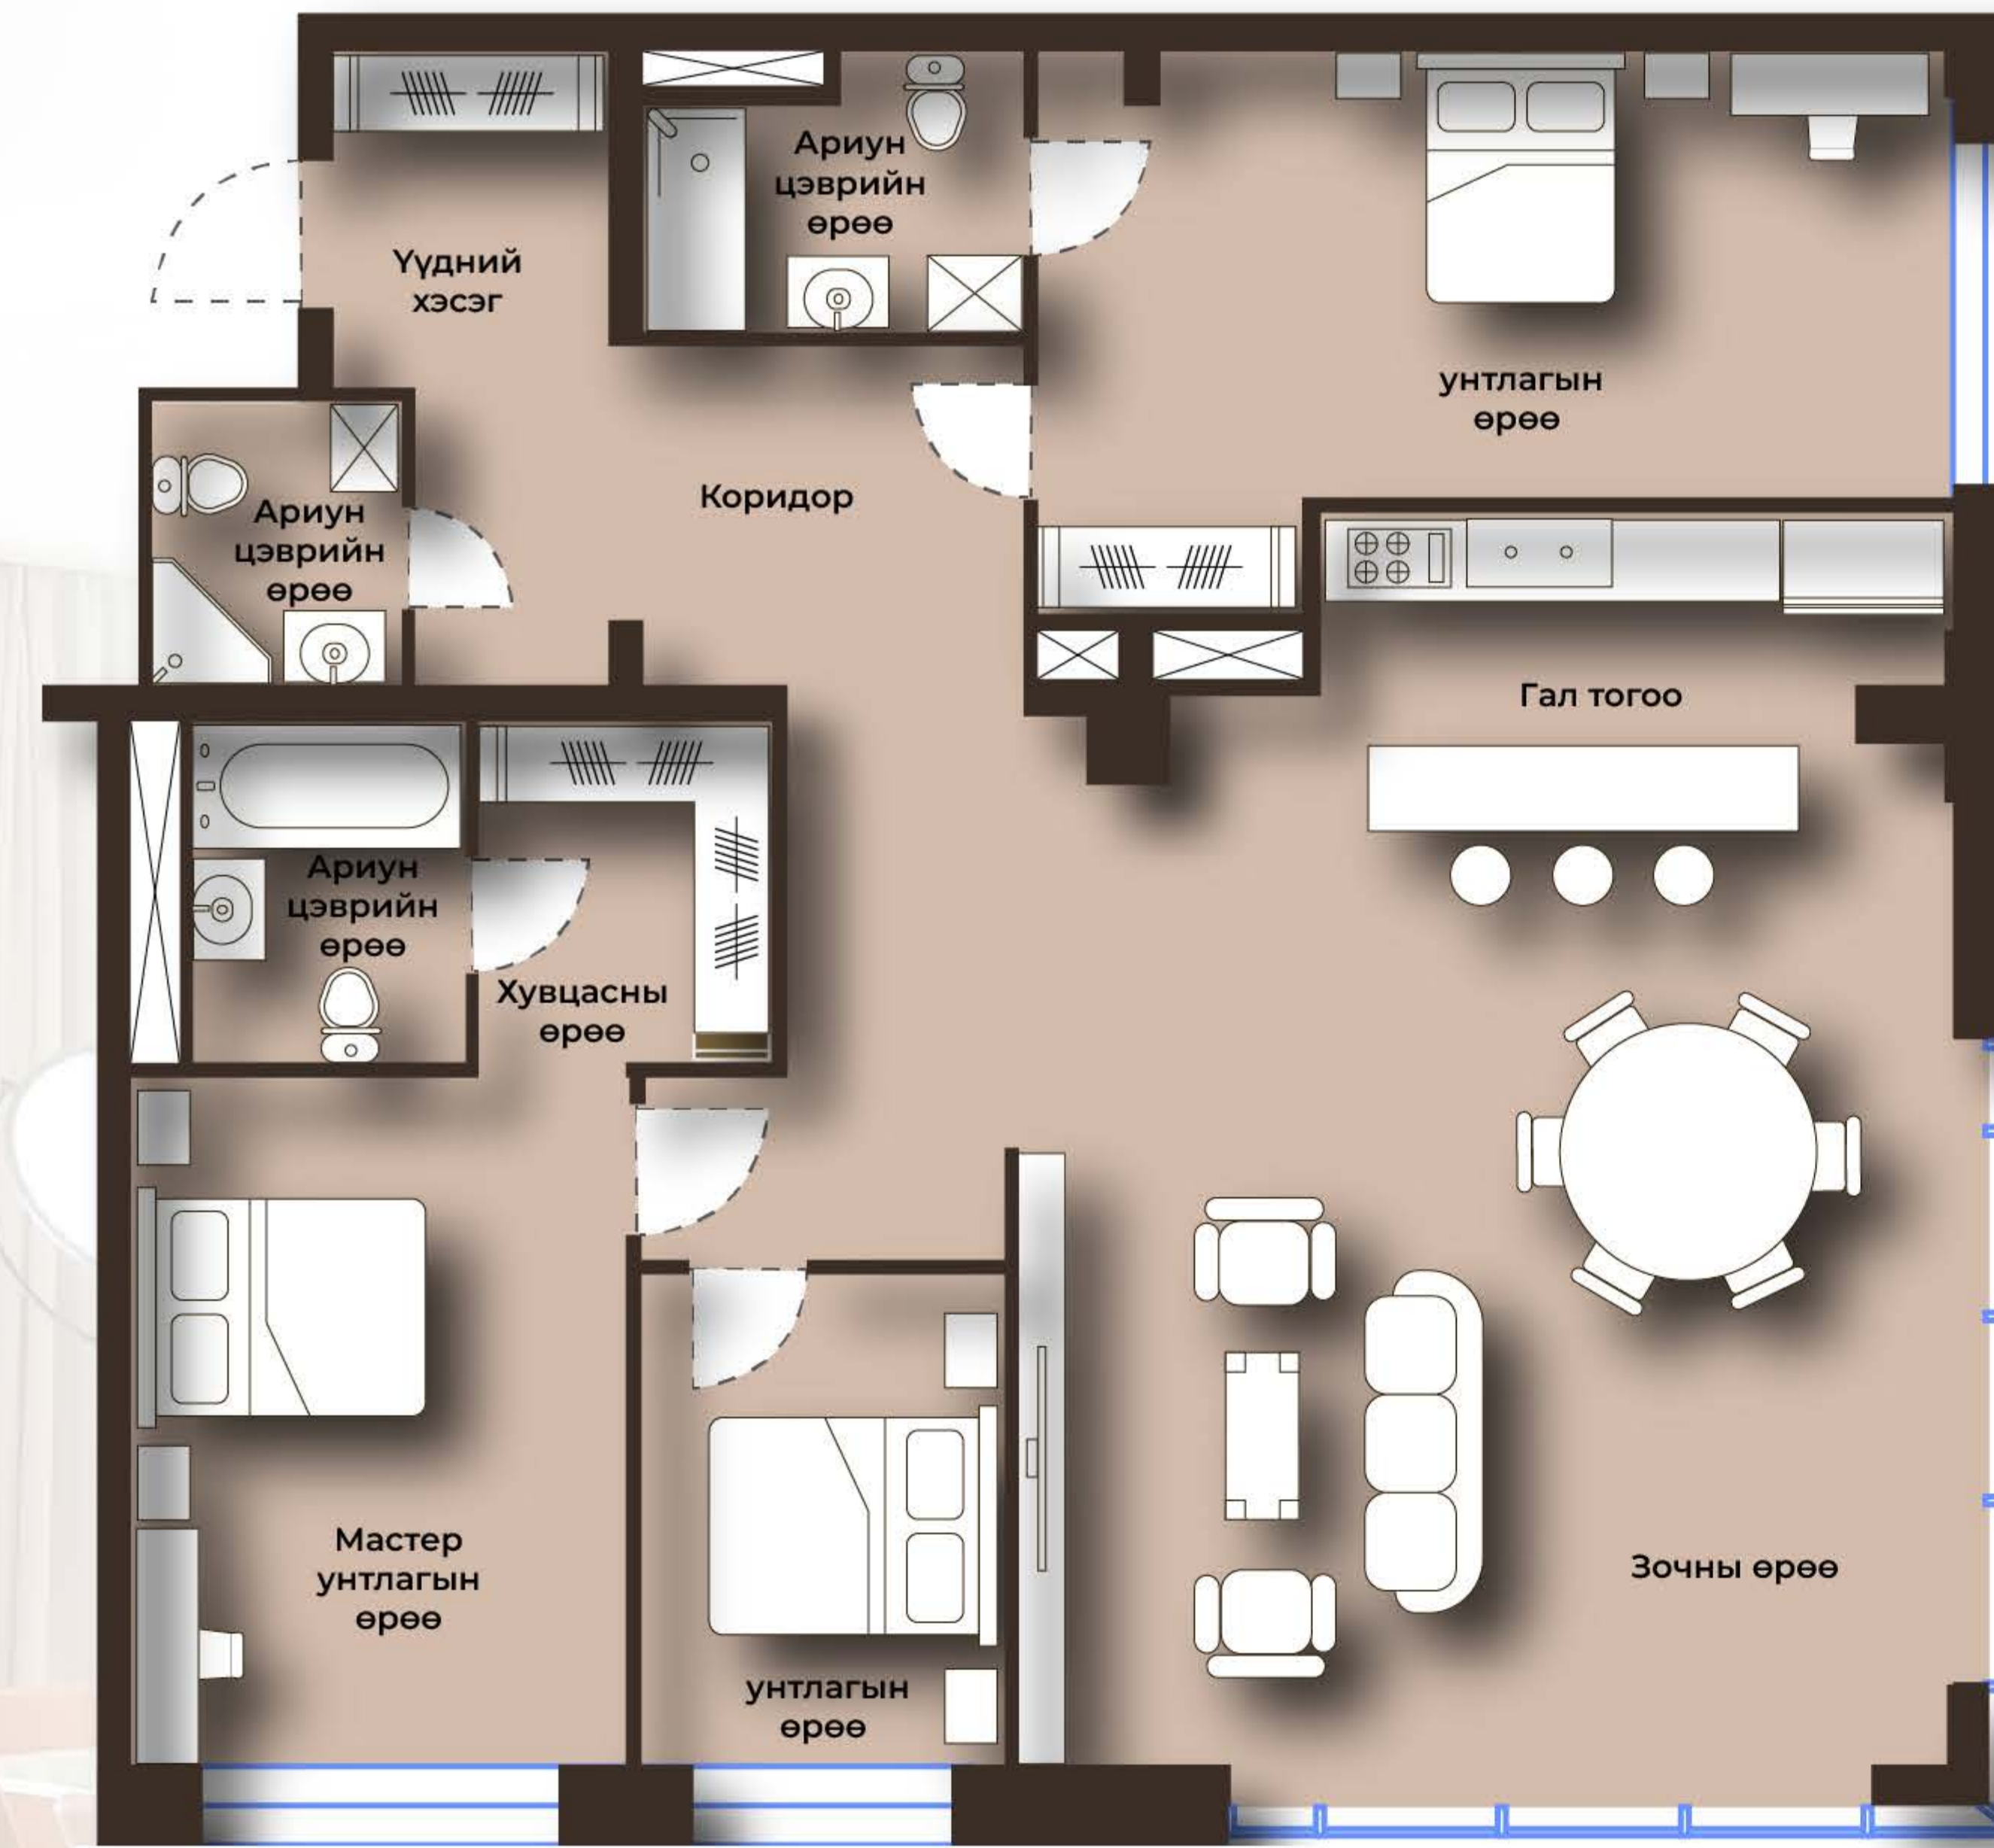 Ариун
цэврийн
өрөө
Үүдний
хэсэг
унтлагын
өрөө
Коридор
Ариун
цэврийн
өрөө
Гал тогоо
Ариун
цэврийн
өрөө
Хувцасны
өрөө
Мастер
унтлагын
өрөө
Зочны өрөө
унтлагын
өрөө